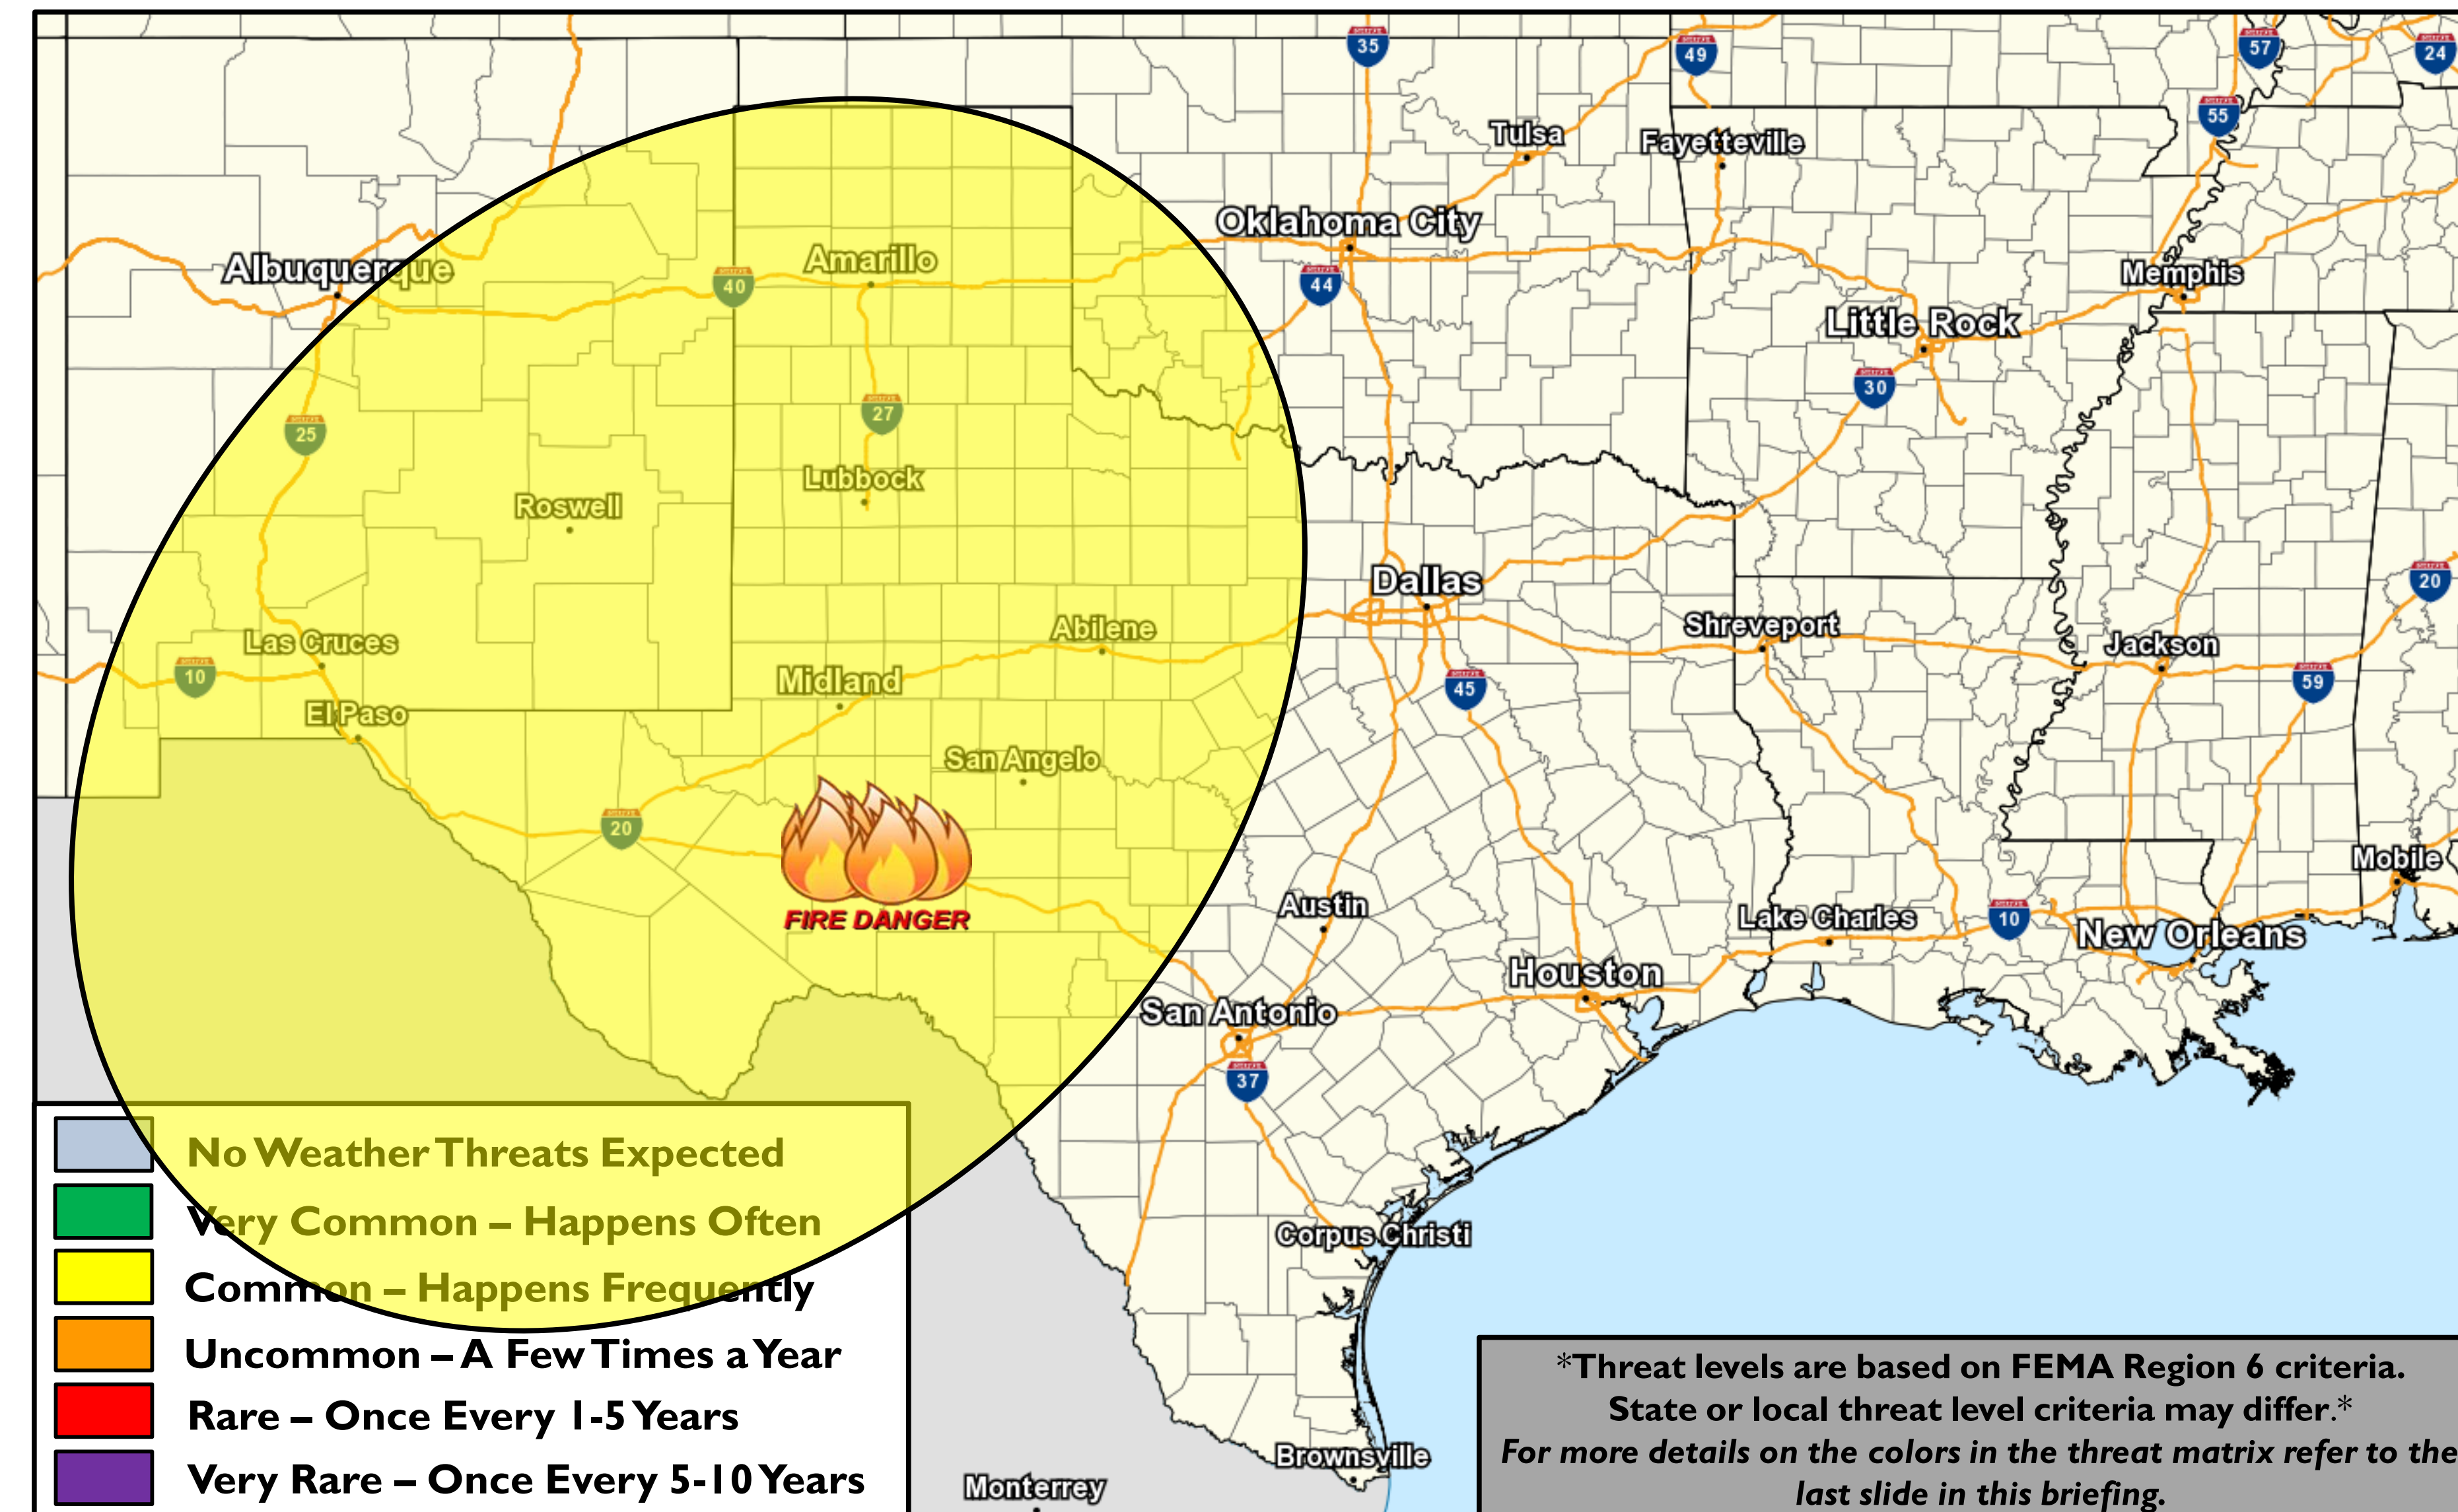 35
49
57
24
55
Tulsa
Fayetteville
Oklahoma City
Albuquerque
Amarillo
40
44
Memphis
Little Rock
30
27
25
Lubbock
Roswell
Dallas
20
Las Cruces
Abilene
Shreveport
Jackson
10
Midland
45
59
El Paso
San Angelo
20
FIRE DANGER
Mobile
Austin
Lake Charles
10
New Orleans
Houston
San Antonio
37
Corpus Christi
Brownsville
Monterrey
No Weather Threats Expected
Very Common – Happens Often
Common – Happens Frequently
Uncommon – A Few Times a Year
Rare – Once Every 1-5 Years
Very Rare – Once Every 5-10 Years
*Threat levels are based on FEMA Region 6 criteria.
State or local threat level criteria may differ.*
For more details on the colors in the threat matrix refer to the
last slide in this briefing.